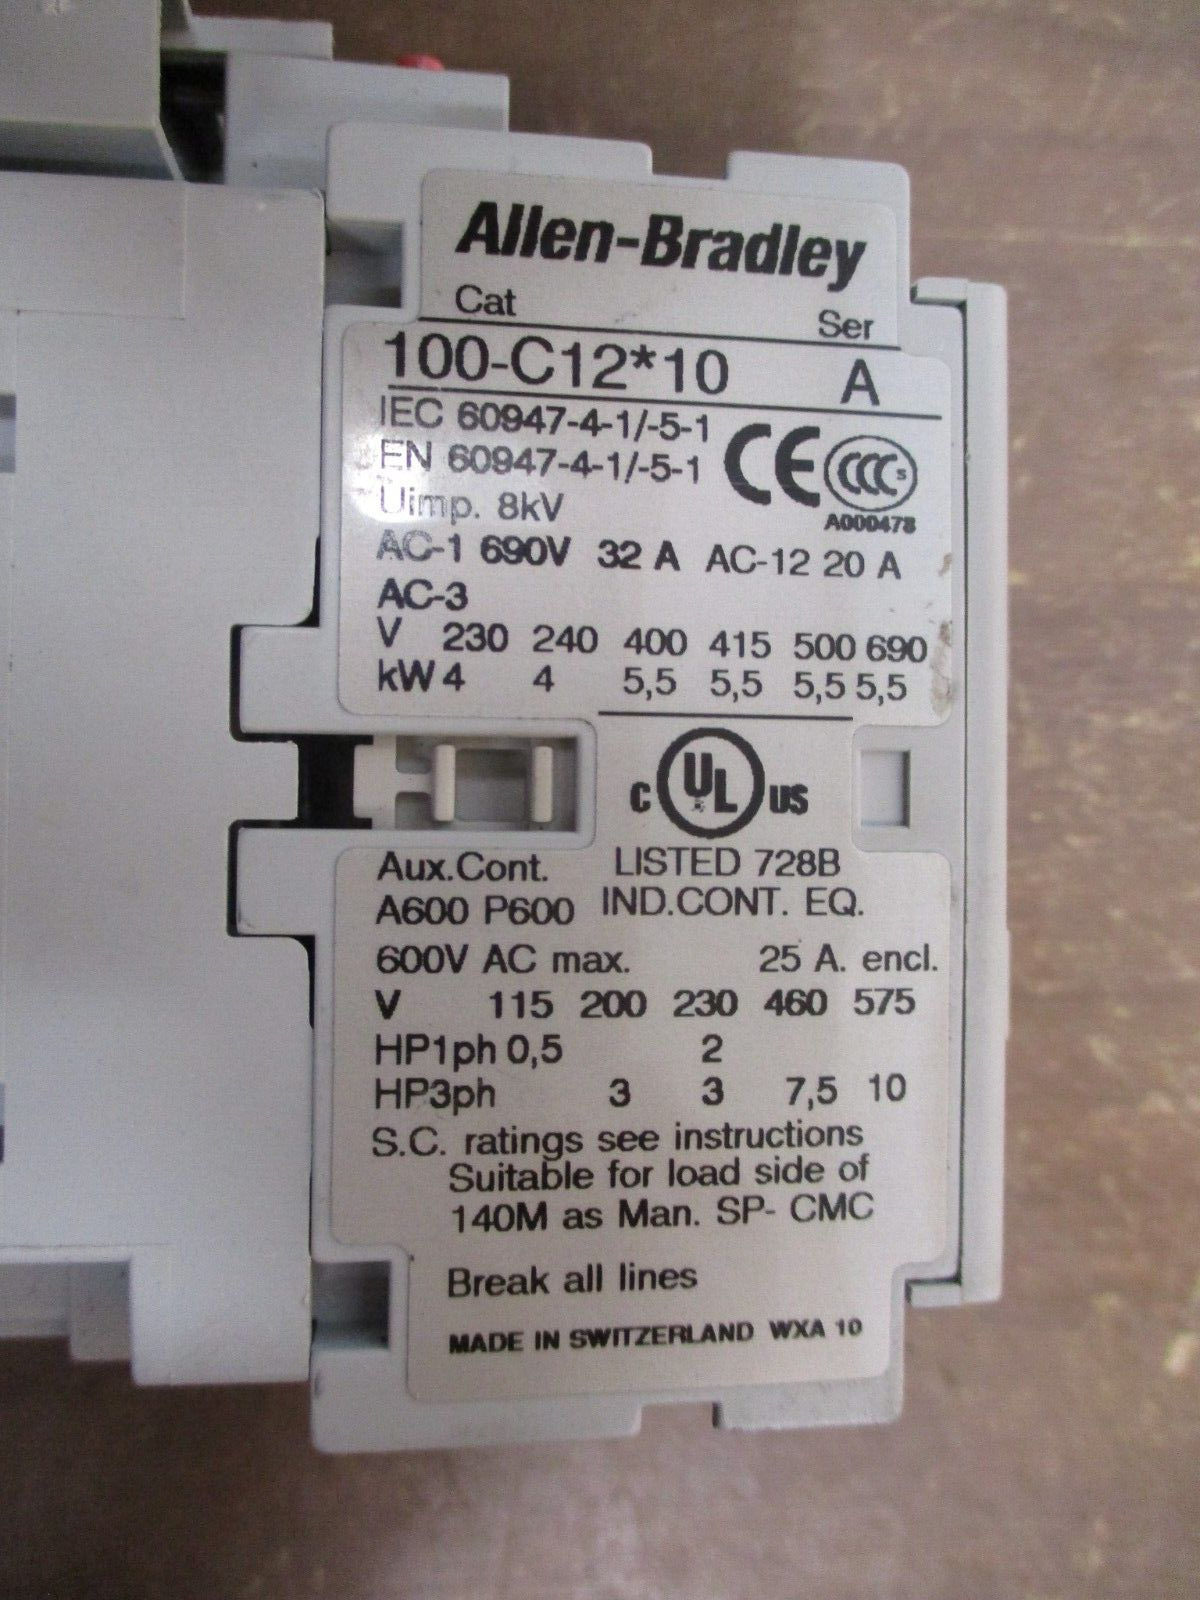 Allen-Bradley
Cat Ser
100-C12*10 A
IEC 60947-4-1/-5-1
EN 60947-4-1/-5-1
CE CCC S
Uimp. 8kV
A000478
AC-1 690V 32 A AC-12 20 A
AC-3
V 230 240 400 415 500 690
kW 4 4 5,5 5,5 5,5 5,5
C UL US
Aux.Cont. LISTED 728B
A600 P600 IND.CONT. EQ.
600V AC max. 25 A. encl.
V 115 200 230 460 575
HP1ph 0,5 2
HP3ph 3 3 7,5 10
S.C. ratings see instructions
Suitable for load side of
140M as Man. SP- CMC
Break all lines
MADE IN SWITZERLAND WXA 10